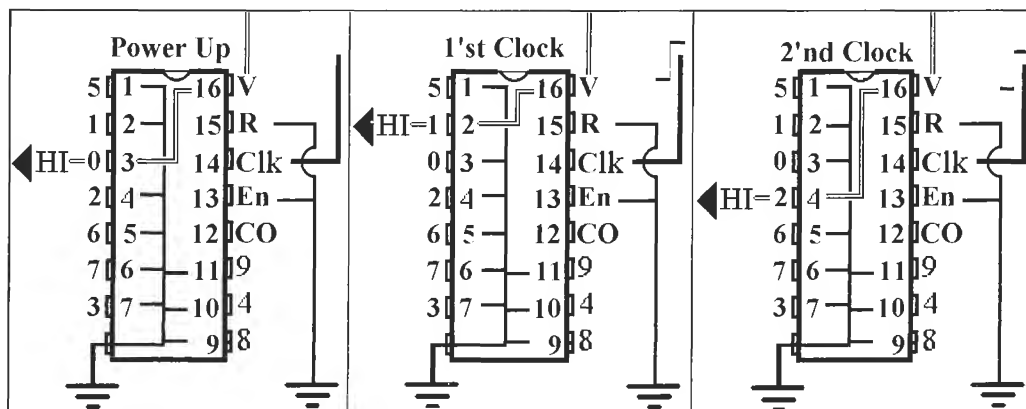 Power Up
5 1 16 V
1 2 15 R
HI=0 3 14 Clk
2 4 13 En
6 5 12 CO
7 6 11 9
3 7 10 4
9 8
1'st Clock
5 1 16 V
HI=1 2 15 R
0 3 14 Clk
2 4 13 En
6 5 12 CO
7 6 11 9
3 7 10 4
9 8
2'nd Clock
5 1 16 V
1 2 15 R
0 3 14 Clk
HI=2 4 13 En
6 5 12 CO
7 6 11 9
3 7 10 4
9 8